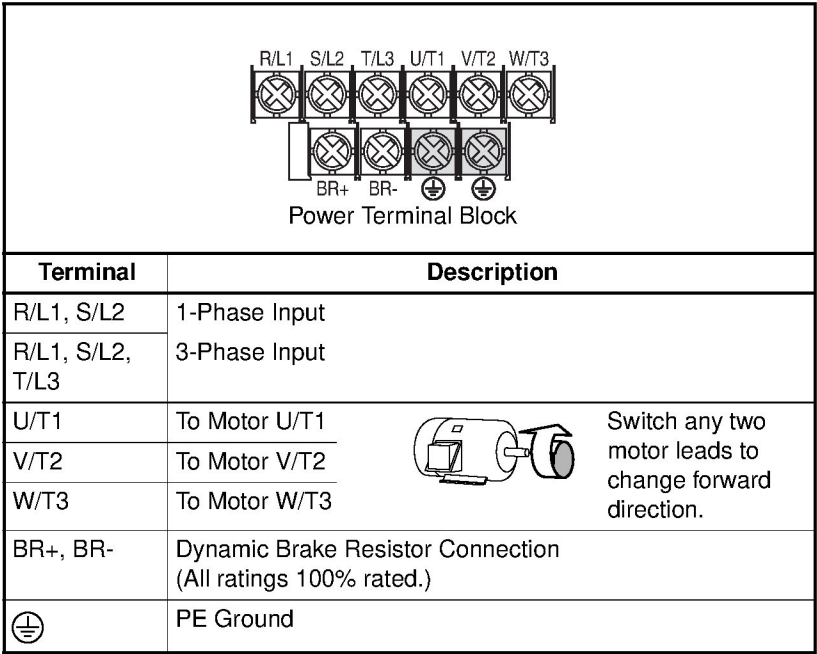 R/L1 S/L2 T/L3 U/T1 V/T2 W/T3
BR+ BR-
Power Terminal Block
Terminal Description
R/L1, S/L2 1-Phase Input
R/L1, S/L2, 3-Phase Input
T/L3
U/T1 To Motor U/T1
V/T2 To Motor V/T2
W/T3 To Motor W/T3
Switch any two
motor leads to
change forward
direction.
BR+, BR- Dynamic Brake Resistor Connection
(All ratings 100% rated.)
PE Ground